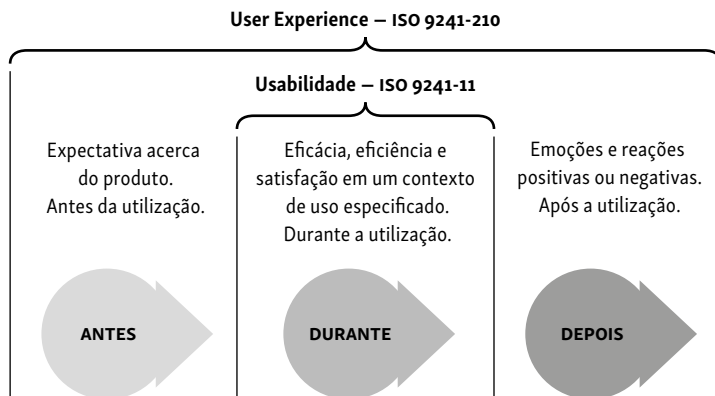 User Experience – ISO 9241-210
Usabilidade – ISO 9241-11
Expectativa acerca
do produto.
Antes da utilização.
Eficácia, eficiência e
satisfação em um contexto
de uso especificado.
Durante a utilização.
Emoções e reações
positivas ou negativas.
Após a utilização.
ANTES
DURANTE
DEPOIS